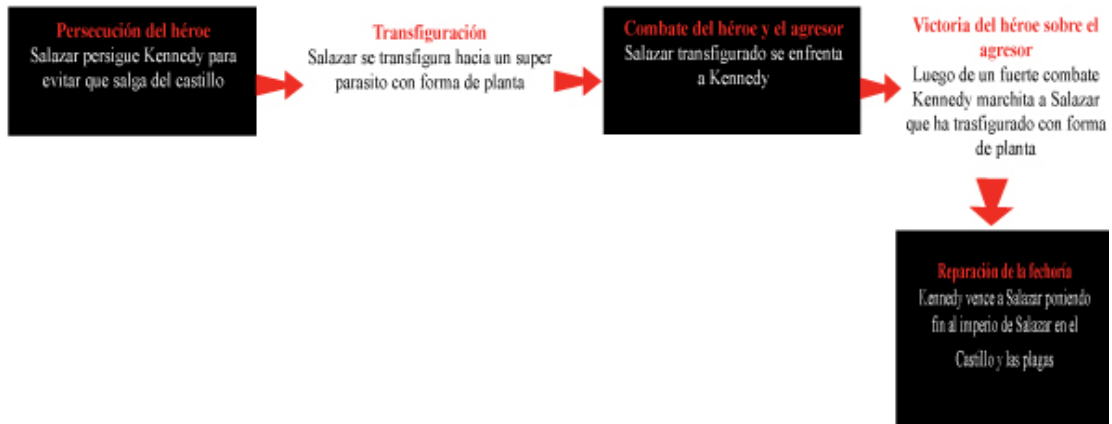 Persecución del héroe
Salazar persigue Kennedy para
evitar que salga del castillo
Transfiguración
Salazar se transfigura hacia un super
parasito con forma de planta
Combate del héroe y el agresor
Salazar transfigurado se enfrenta
a Kennedy
Victoria del héroe sobre el
agresor
Luego de un fuerte combate
Kennedy marchita a Salazar
que ha trasfigurado con forma
de planta
Reparación de la fechoría
Kennedy vence a Salazar poniendo
fin al imperio de Salazar en el
Castillo y las plagas